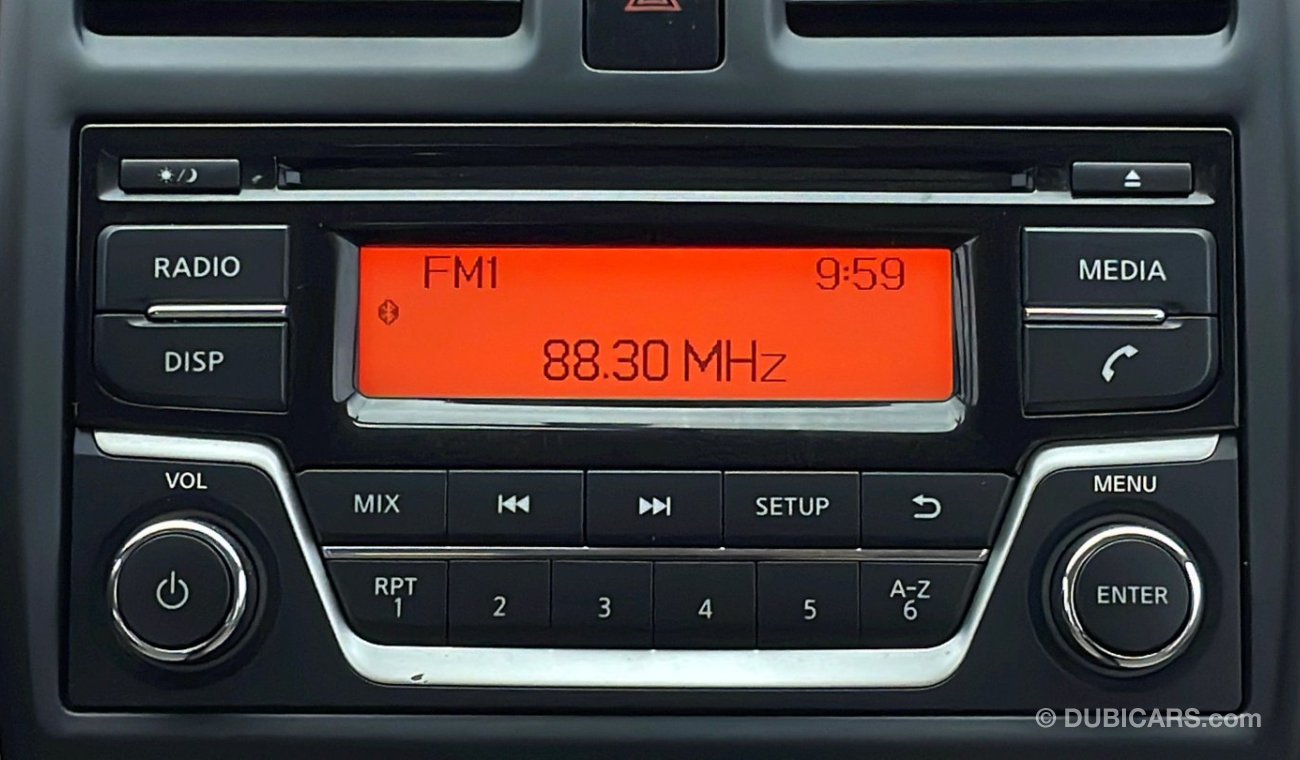 RADIO
DISP
FM1 9:59
88.30 MHz
MEDIA
VOL
MIX
SETUP
MENU
RPT
1
2
3
4
5
A-Z
6
ENTER
© DUBICARS.com